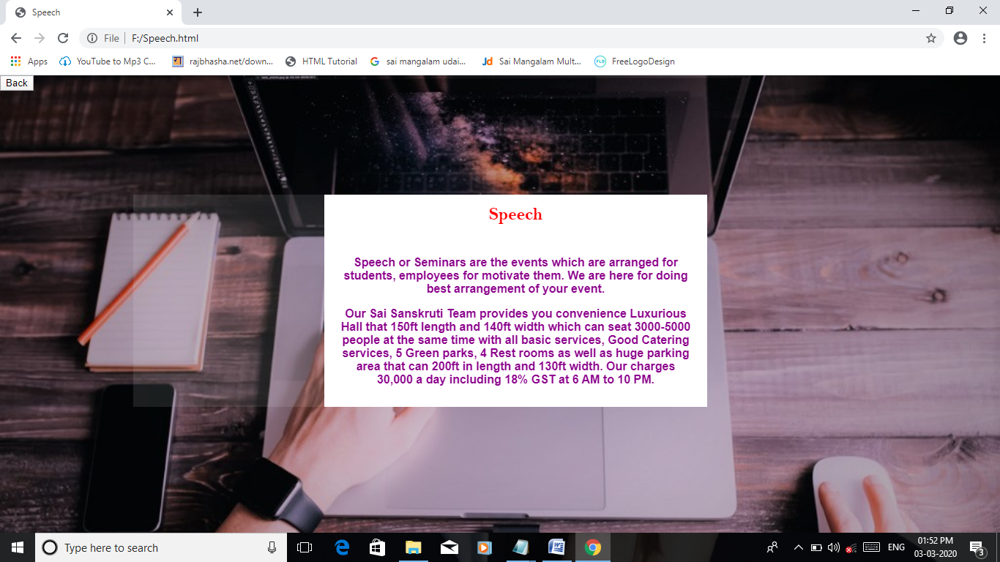 Speech
File
F:/Speech.html
Apps
YouTube to Mp3 C...
rajbhasha.net/down...
HTML Tutorial
sai mangalam udai...
Jd Sai Mangalam Mult...
FLD FreeLogoDesign
Back
Speech
Speech or Seminars are the events which are arranged for
students, employees for motivate them. We are here for doing
best arrangement of your event.
Our Sai Sanskruti Team provides you convenience Luxurious
Hall that 150ft length and 140ft width which can seat 3000-5000
people at the same time with all basic services, Good Catering
services, 5 Green parks, 4 Rest rooms as well as huge parking
area that can 200ft in length and 130ft width. Our charges
30,000 a day including 18% GST at 6 AM to 10 PM.
Type here to search
ENG
01:52 PM
03-03-2020
3